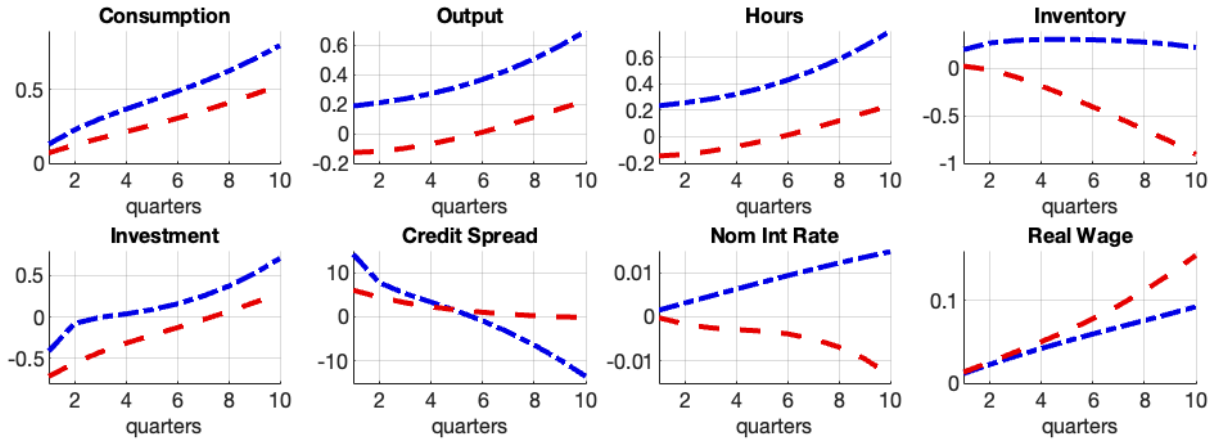 Consumption Output Hours Inventory
0.5
0
2 4 6 8 10
quarters
0.6
0.4
0.2
0
-0.2
2 4 6 8 10
quarters
0.6
0.4
0.2
0
-0.2
2 4 6 8 10
quarters
0
-0.5
-1
2 4 6 8 10
quarters
Investment Credit Spread Nom Int Rate Real Wage
0.5
0
-0.5
2 4 6 8 10
quarters
10
0
-10
2 4 6 8 10
quarters
0.01
0
-0.01
2 4 6 8 10
quarters
0.1
0
2 4 6 8 10
quarters